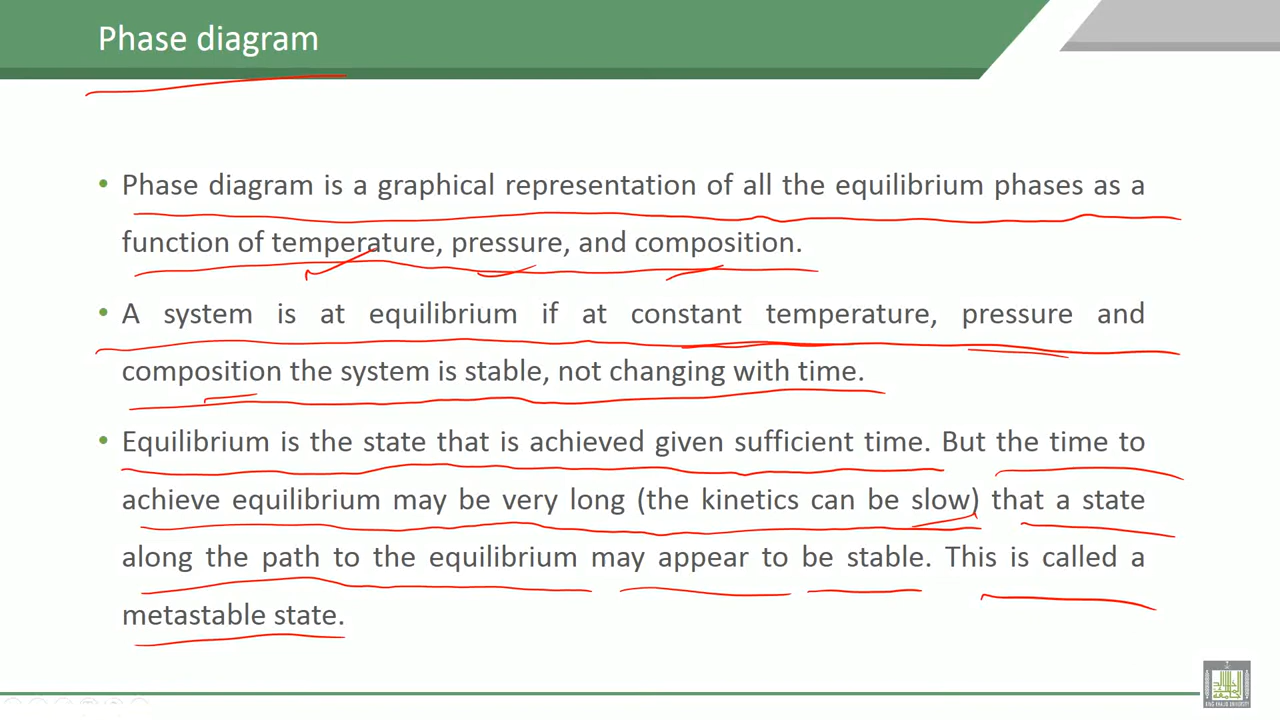 Phase diagram
• Phase diagram is a graphical representation of all the equilibrium phases as a
function of temperature, pressure, and composition.
• A system is at equilibrium if at constant temperature, pressure and
composition the system is stable, not changing with time.
• Equilibrium is the state that is achieved given sufficient time. But the time to
achieve equilibrium may be very long (the kinetics can be slow) that a state
along the path to the equilibrium may appear to be stable. This is called a
metastable state.
KING KHALID UNIVERSITY